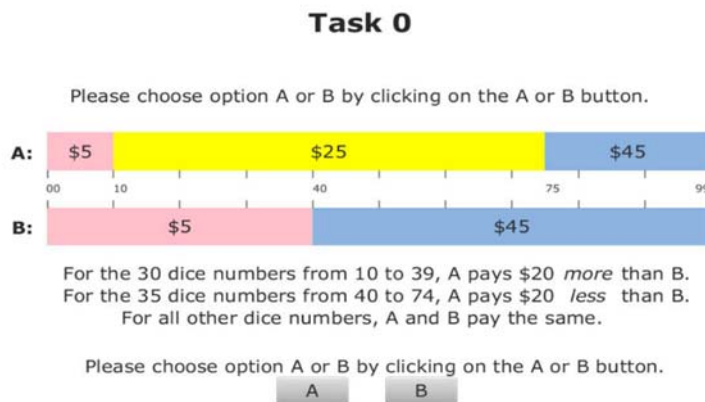 Task 0
Please choose option A or B by clicking on the A or B button.
A: $5 $25 $45
00 10 40 75 99
B: $5 $45
For the 30 dice numbers from 10 to 39, A pays $20 more than B.
For the 35 dice numbers from 40 to 74, A pays $20 less than B.
For all other dice numbers, A and B pay the same.
Please choose option A or B by clicking on the A or B button.
A B